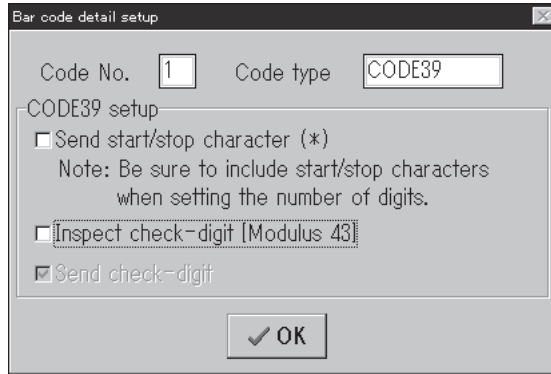 Bar code detail setup
Code No. 1 Code type CODE39
CODE39 setup
Send start/stop character (*)
Note: Be sure to include start/stop characters
when setting the number of digits.
Inspect check-digit [Modulus 43]
Send check-digit
OK